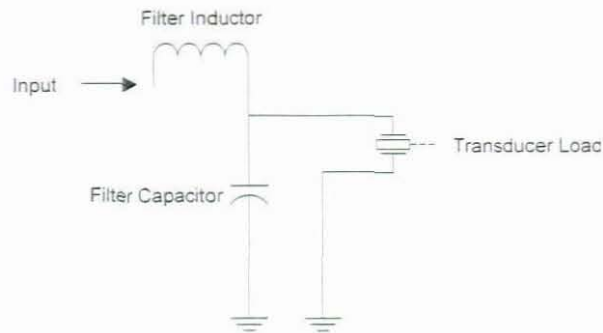 Filter Inductor
Input
Transducer Load
Filter Capacitor